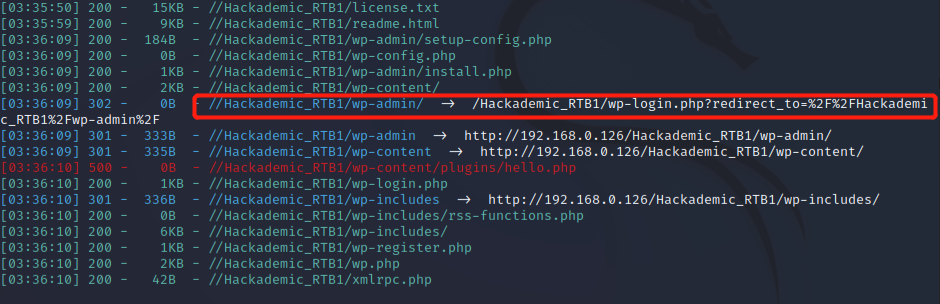 [03:35:50] 200 -   15KB - //Hackademic_RTB1/license.txt
[03:35:59] 200 -    9KB - //Hackademic_RTB1/readme.html
[03:36:09] 200 -  184B  - //Hackademic_RTB1/wp-admin/setup-config.php
[03:36:09] 200 -    0B  - //Hackademic_RTB1/wp-config.php
[03:36:09] 200 -    1KB - //Hackademic_RTB1/wp-admin/install.php
[03:36:09] 200 -    2KB - //Hackademic_RTB1/wp-content/
[03:36:09] 302 -    0B  - //Hackademic_RTB1/wp-admin/  →  /Hackademic_RTB1/wp-login.php?redirect_to=%2F%2FHackademi
c_RTB1%2Fwp-admin%2F
[03:36:09] 301 -  333B  - //Hackademic_RTB1/wp-admin  →  http://192.168.0.126/Hackademic_RTB1/wp-admin/
[03:36:09] 301 -  335B  - //Hackademic_RTB1/wp-content  →  http://192.168.0.126/Hackademic_RTB1/wp-content/
[03:36:10] 500 -    0B  - //Hackademic_RTB1/wp-content/plugins/hello.php
[03:36:10] 200 -    1KB - //Hackademic_RTB1/wp-login.php
[03:36:10] 301 -  336B  - //Hackademic_RTB1/wp-includes  →  http://192.168.0.126/Hackademic_RTB1/wp-includes/
[03:36:10] 200 -    0B  - //Hackademic_RTB1/wp-includes/rss-functions.php
[03:36:10] 200 -    6KB - //Hackademic_RTB1/wp-includes/
[03:36:10] 200 -    1KB - //Hackademic_RTB1/wp-register.php
[03:36:10] 200 -    2KB - //Hackademic_RTB1/wp.php
[03:36:10] 200 -   42B  - //Hackademic_RTB1/xmlrpc.php